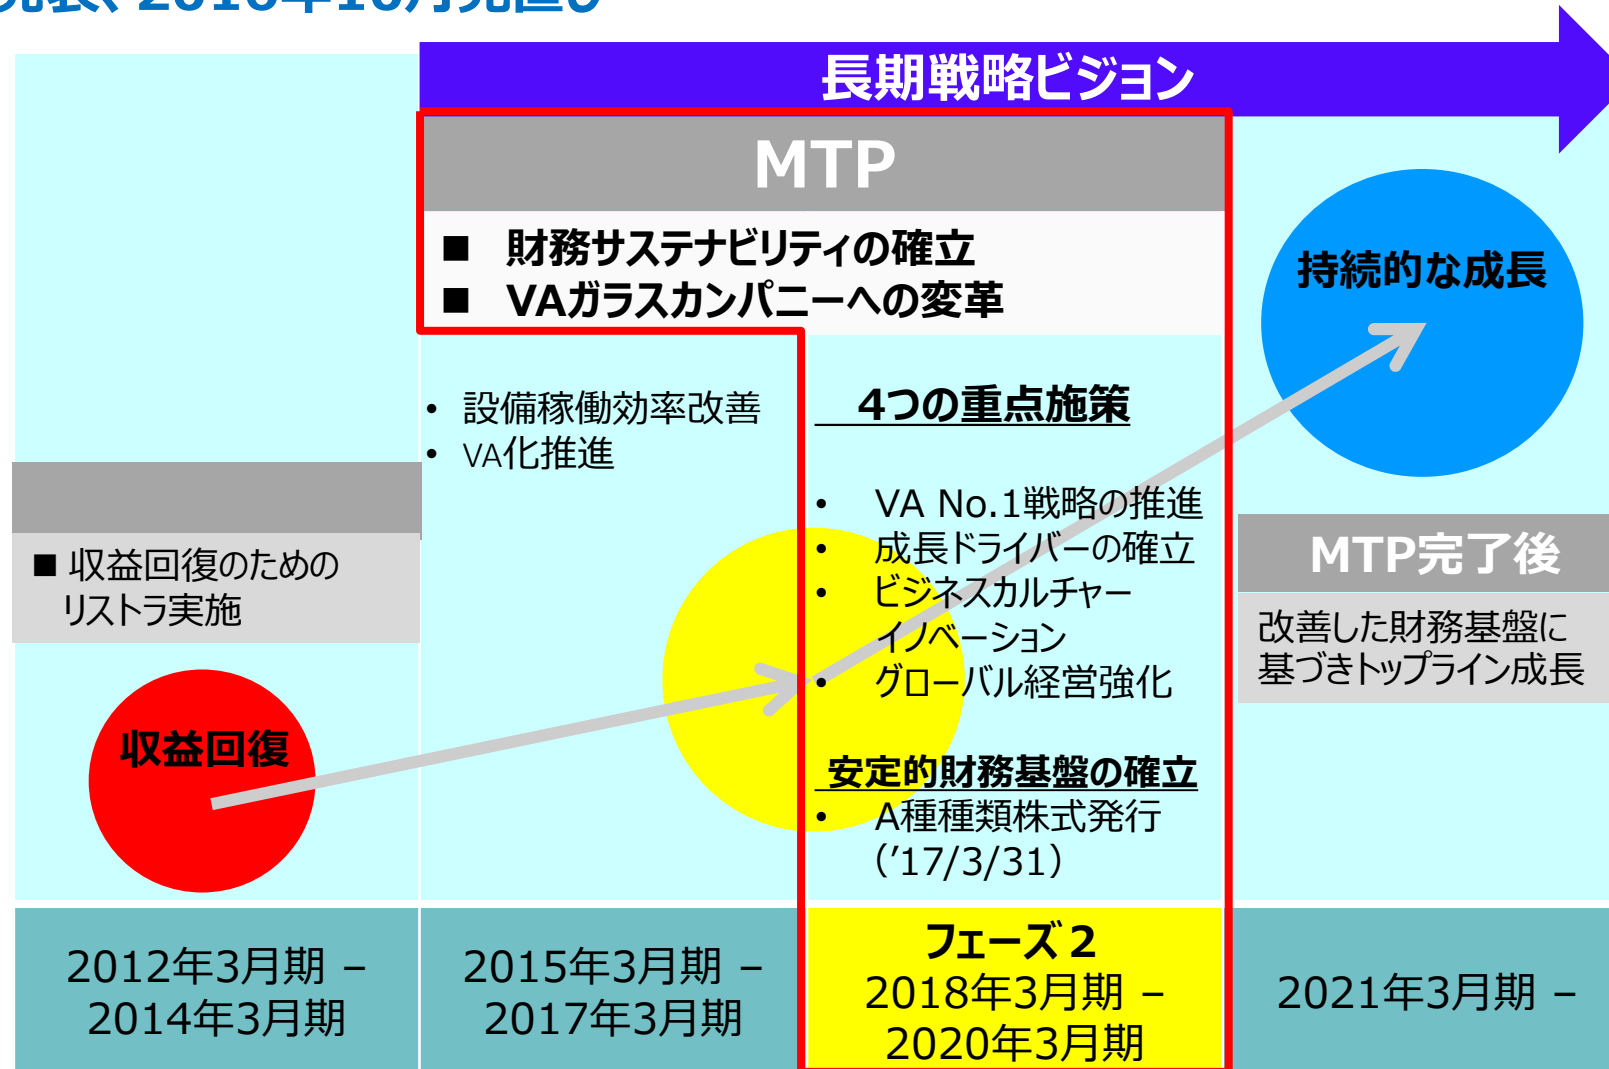 長期戦略ビジョン
MTP
■ 財務サステナビリティの確立
■ VAガラスカンパニーへの変革
持続的な成長
• 設備稼働効率改善
• VA化推進
4つの重点施策
• VA No.1戦略の推進
• 成長ドライバーの確立
• ビジネスカルチャー
イノベーション
• グローバル経営強化
安定的財務基盤の確立
• A種種類株式発行
(’17/3/31)
■ 収益回復のための
リストラ実施
収益回復
MTP完了後
改善した財務基盤に
基づきトップライン成長
2012年3月期 –
2014年3月期
2015年3月期 –
2017年3月期
フェーズ2
2018年3月期 –
2020年3月期
2021年3月期 –